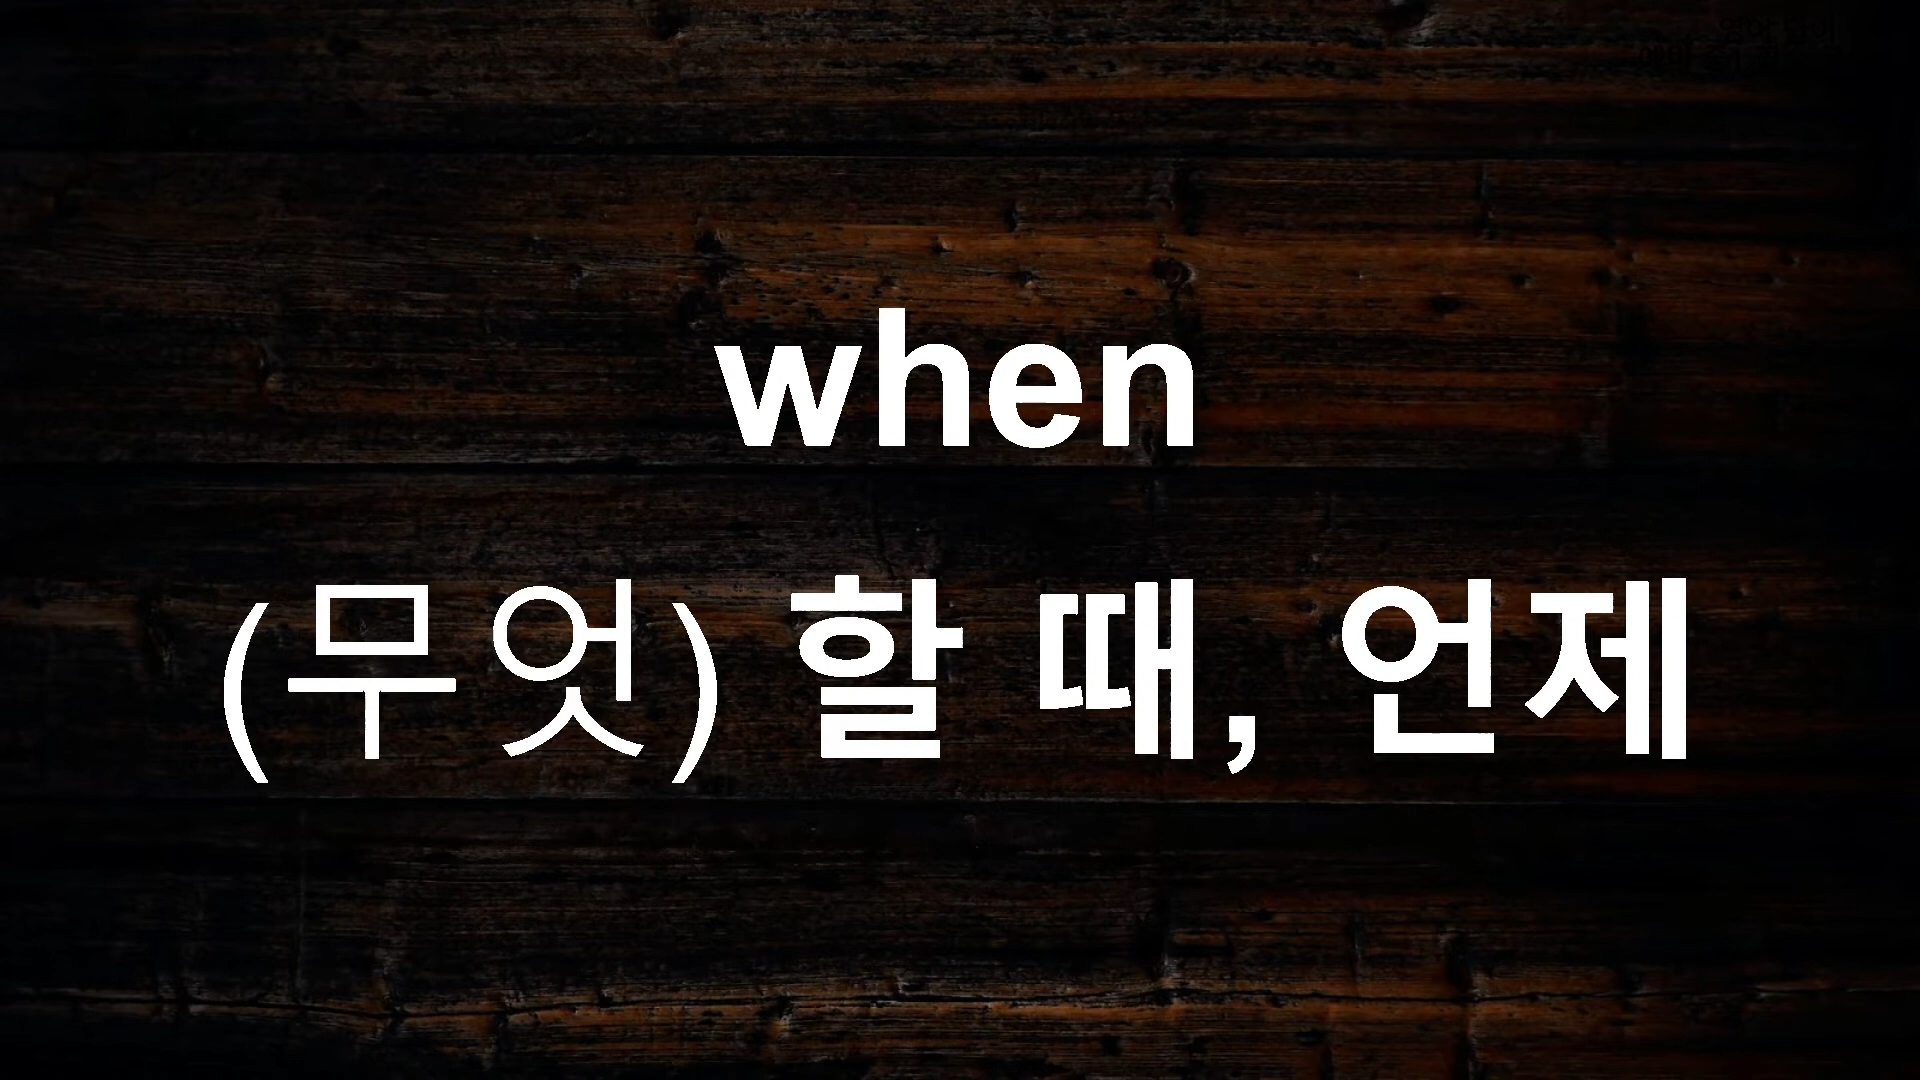 when
(무엇) 할 때, 언제